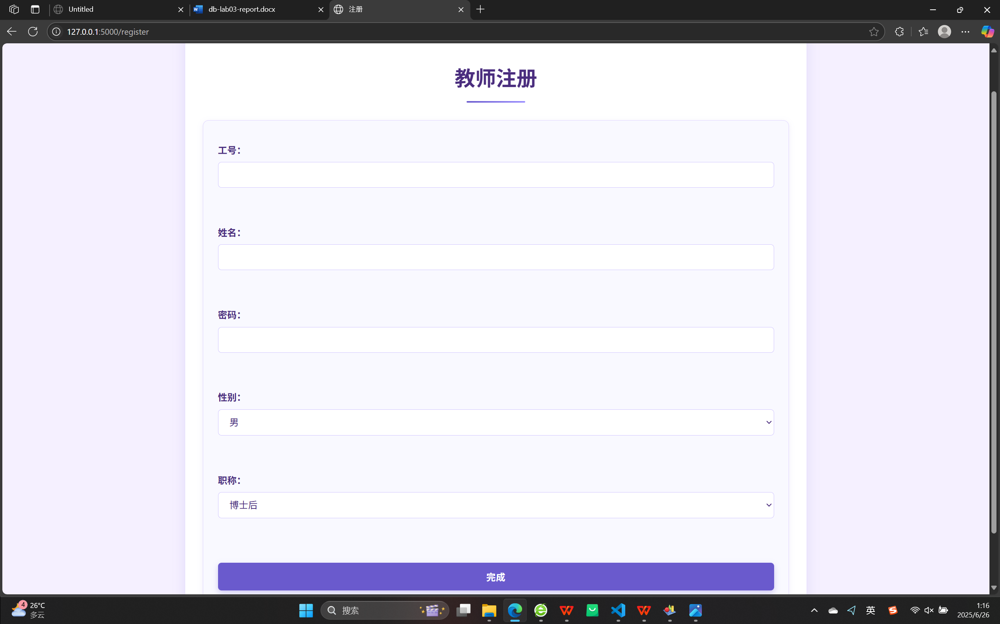 Untitled
db-lab03-report.docx
注册
127.0.0.1:5000/register
教师注册
工号：
姓名：
密码：
性别：
男
职称：
博士后
完成
4
26°C
多云
搜索
英
1:16
2025/6/26